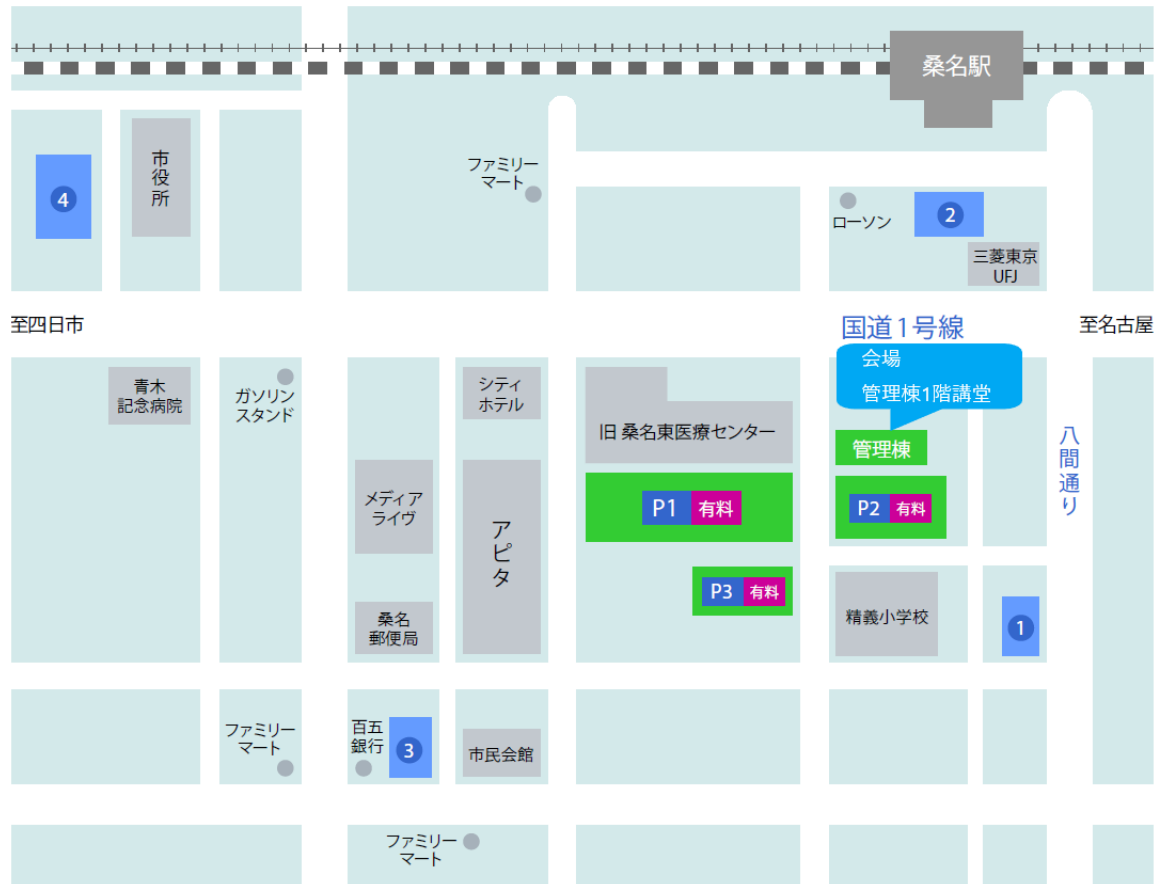 桑名駅
市
役
所
4
ファミリー
マート
ローソン
2
三菱東京
UFJ
至四日市
国道1号線
至名古屋
会場
管理棟1階講堂
青木
記念病院
ガソリン
スタンド
シティ
ホテル
旧 桑名東医療センター
管理棟
八
間
通
り
メディア
ライヴ
ア
ピ
タ
P1 有料
P2 有料
P3 有料
桑名
郵便局
精義小学校
1
ファミリー
マート
百五
銀行
3
市民会館
ファミリー
マート